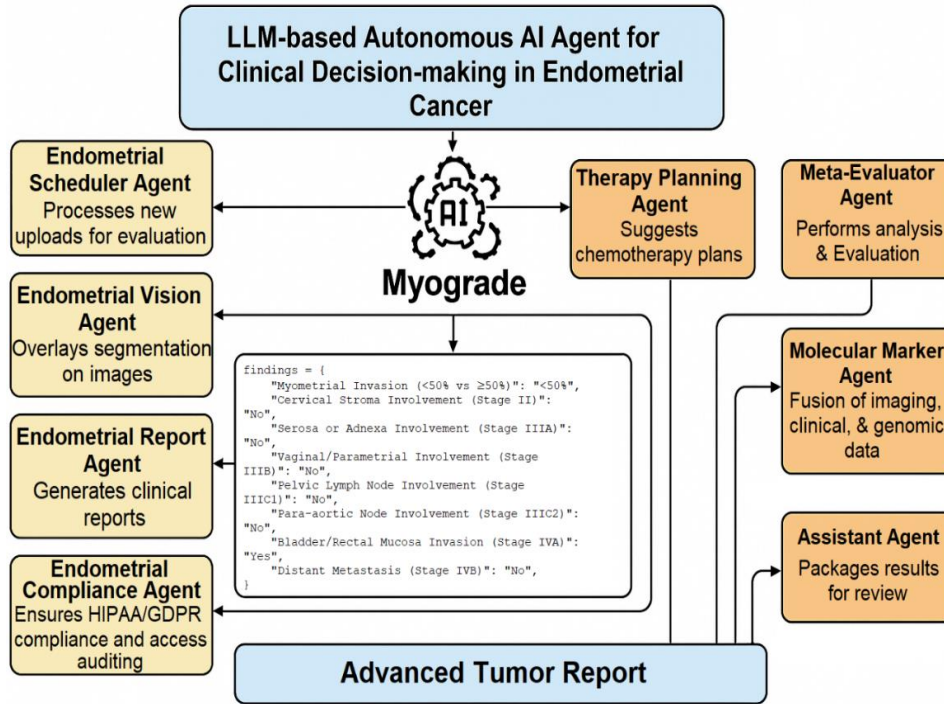 LLM-based Autonomous AI Agent for
Clinical Decision-making in Endometrial
Cancer
Endometrial
Scheduler Agent
Processes new
uploads for evaluation
AI
Myograde
Therapy Planning
Agent
Suggests
chemotherapy plans
Meta-Evaluator
Agent
Performs analysis
& Evaluation
Endometrial Vision
Agent
Overlays segmentation
on images
findings = {
"Myometrial Invasion (<50% vs ≥50%)": "<50%",
"Cervical Stroma Involvement (Stage II)":
"No",
"Serosa or Adnexa Involvement (Stage IIIA)":
"No",
"Vaginal/Parametrial Involvement (Stage
IIIB)": "No",
"Pelvic Lymph Node Involvement (Stage
IIIC1)": "No",
"Para-aortic Node Involvement (Stage IIIC2)":
"No",
"Bladder/Rectal Mucosa Invasion (Stage IVA)":
"Yes",
"Distant Metastasis (Stage IVB)": "No",
}
Molecular Marker
Agent
Fusion of imaging,
clinical, & genomic
data
Endometrial Report
Agent
Generates clinical
reports
Assistant Agent
Packages results
for review
Endometrial
Compliance Agent
Ensures HIPAA/GDPR
compliance and access
auditing
Advanced Tumor Report